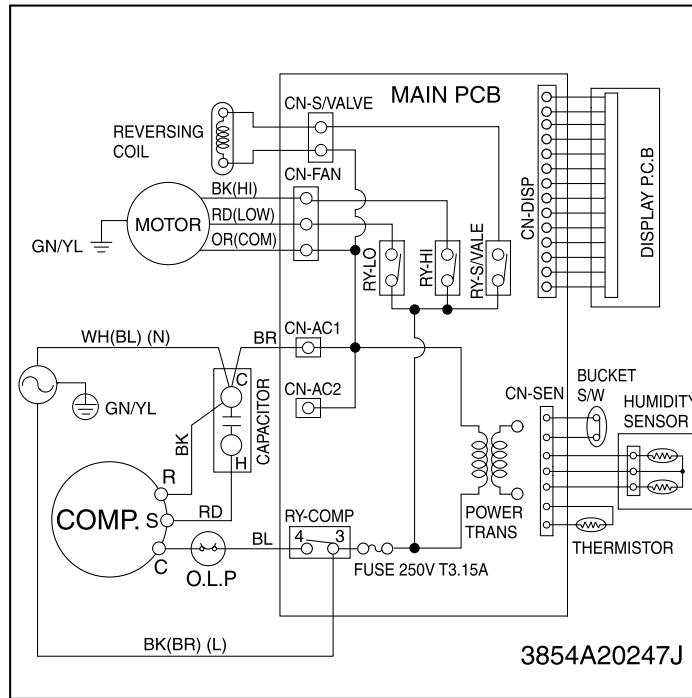 CN-S/VALVE
MAIN PCB
REVERSING
COIL
CN-FAN
BK(HI)
RD(LOW)
OR(COM)
MOTOR
GN/YL
RY-LO
RY-HI
RY-S/VALE
CN-DISP
DISPLAY P.C.B
WH(BL) (N)
BR
CN-AC1
CN-AC2
C
H
CAPACITOR
GN/YL
BK
R
S
C
COMP.
RD
O.L.P
BL
RY-COMP
4 3
FUSE 250V T3.15A
POWER
TRANS
CN-SEN
BUCKET
S/W
HUMIDITY
SENSOR
THERMISTOR
BK(BR) (L)
3854A20247J